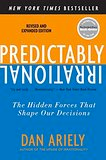 NEW YORK TIMES BESTSELLER
REVISED AND
EXPANDED EDITION
PREDICTABLY
IRRATIONAL
The Hidden Forces That
Shape Our Decisions
DAN ARIELY